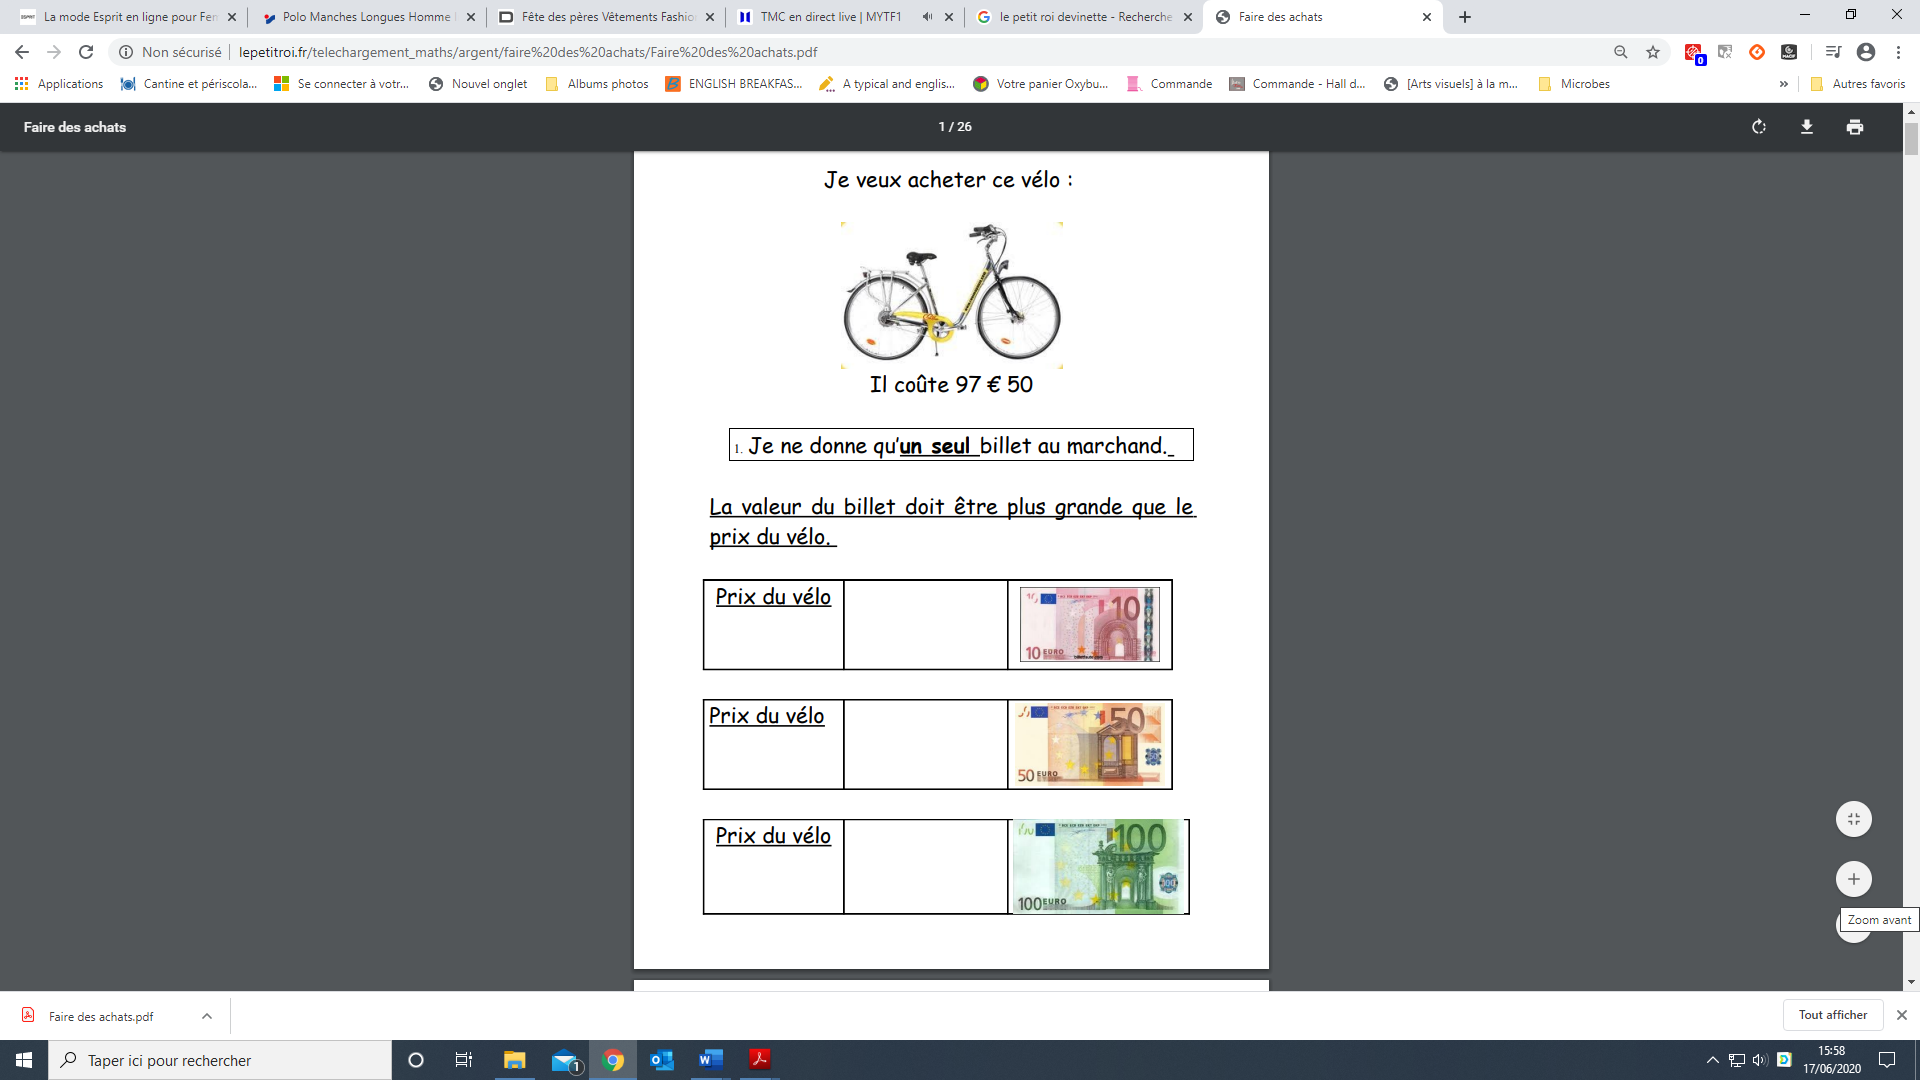 La mode Esprit en ligne pour Fem
Polo Manches Longues Homme
Fête des pères Vêtements Fashio
TMC en direct live | MYTF1
le petit roi devinette - Recherche
Faire des achats
Non sécurisé | lepetitroi.fr/telechargement_maths/argent/faire%20des%20achats/Faire%20des%20achats.pdf
0
Applications
Cantine et périscola...
Se connecter à votr...
Nouvel onglet
Albums photos
ENGLISH BREAKFAS...
A typical and englis...
Votre panier Oxybu...
Commande
Commande - Hall d...
[Arts visuels] à la m...
Microbes
»
Autres favoris
Faire des achats
1 / 26
Je veux acheter ce vélo :
Il coûte 97 € 50
1. Je ne donne qu'un seul billet au marchand.
La valeur du billet doit être plus grande que le
prix du vélo.
Prix du vélo
10
10 EURO
Prix du vélo
50
50 EURO
Prix du vélo
100
100 EURO
Zoom avant
Faire des achats.pdf
Tout afficher
Taper ici pour rechercher
1
15:58
17/06/2020